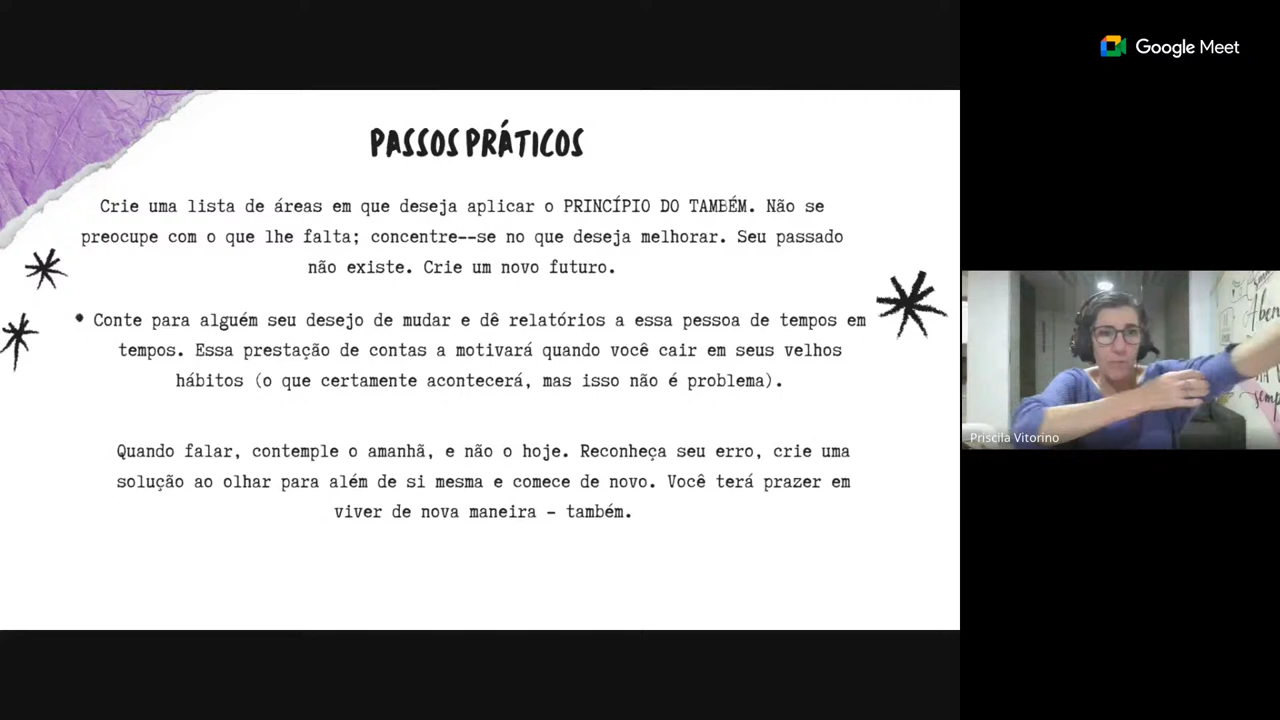 Google Meet
PASSOS PRÁTICOS
Crie uma lista de áreas em que deseja aplicar o PRINCÍPIO DO TAMBÉM. Não se
preocupe com o que lhe falta; concentre--se no que deseja melhorar. Seu passado
não existe. Crie um novo futuro.
• Conte para alguém seu desejo de mudar e dê relatórios a essa pessoa de tempos em
tempos. Essa prestação de contas a motivará quando você cair em seus velhos
hábitos (o que certamente acontecerá, mas isso não é problema).
Quando falar, contemple o amanhã, e não o hoje. Reconheça seu erro, crie uma
solução ao olhar para além de si mesma e comece de novo. Você terá prazer em
viver de nova maneira - também.
Priscila Vitorino